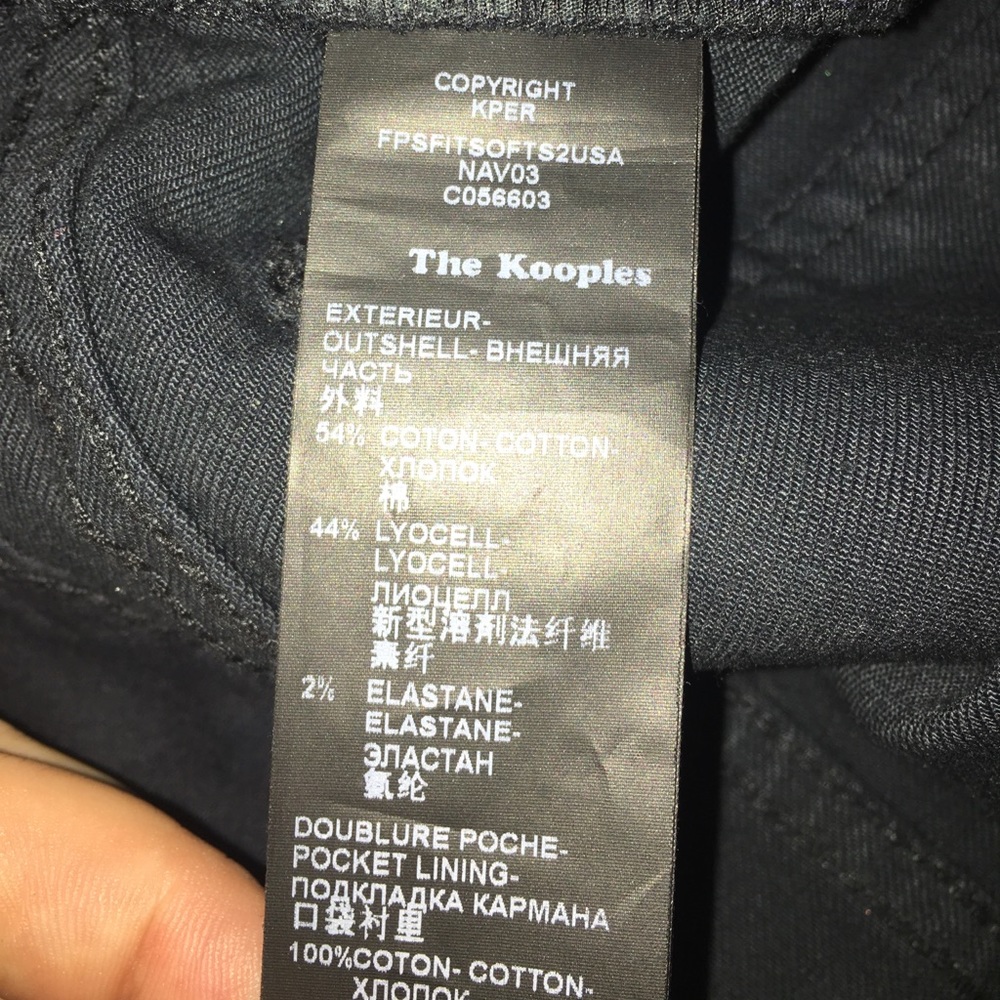 COPYRIGHT
KPER
FPSFITSOFTS2USA
NAV03
C056603
The Kooples
EXTERIEUR-
OUTSHELL- ВНЕШНЯЯ
ЧАСТЬ
外料
54% COTON- COTTON-
ХЛОПОК
棉
44% LYOCELL-
LYOCELL-
ЛИОЦЕЛЛ
新型溶剂法纤维
素纤
2% ELASTANE-
ELASTANE-
ЭЛАСТАН
氨纶
DOUBLURE POCHE-
POCKET LINING-
ПОДКЛАДКА КАРМАНА
口袋衬里
100%COTON- COTTON-
ХЛОПОК